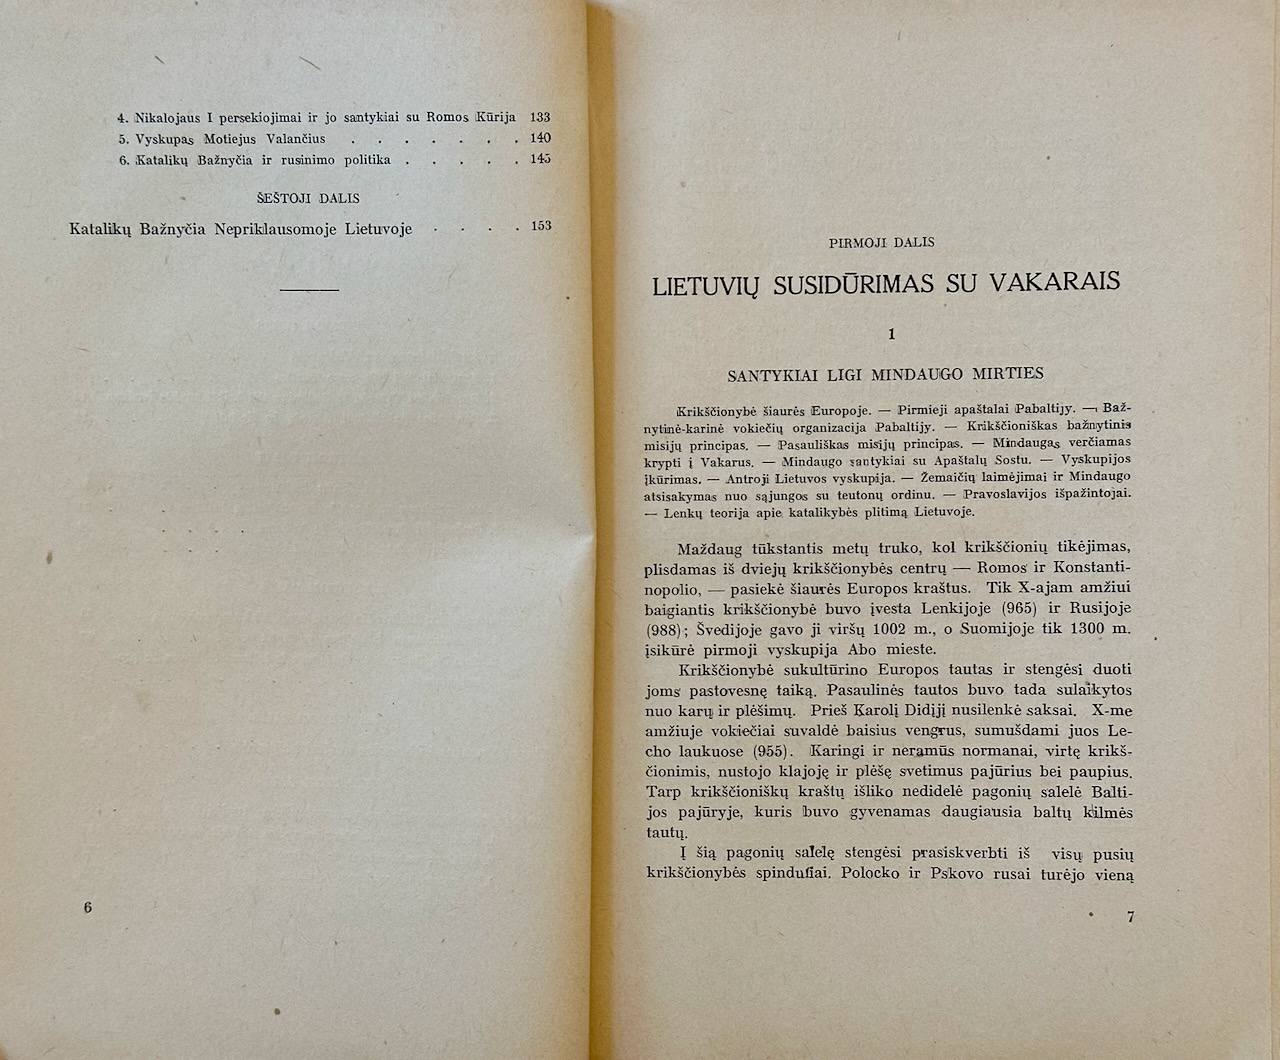 4. Nikalojaus I persekiojimai ir jo santykiai su Romos Kūrija 133
5. Vyskupas Motiejus Valančius . . . . . . . 140
6. Katalikų Bažnyčia ir rusinimo politika . . . . . 145
ŠEŠTOJI DALIS
Katalikų Bažnyčia Nepriklausomoje Lietuvoje . . . . 153
6
PIRMOJI DALIS
LIETUVIŲ SUSIDŪRIMAS SU VAKARAIS
1
SANTYKIAI LIGI MINDAUGO MIRTIES
Krikščionybė šiaurės Europoje. — Pirmieji apaštalai Pabaltijy. — Baž-
nytinė-karinė vokiečių organizacija Pabaltijy. — Krikščioniškas bažnytinis
misijų principas. — Pasauliškas misijų principas. — Mindaugas verčiamas
krypti į Vakarus. — Mindaugo santykiai su Apaštalų Sostu. — Vyskupijos
įkūrimas. — Antroji Lietuvos vyskupija. — Žemaičių laimėjimai ir Mindaugo
atsisakymas nuo sąjungos su teutonų ordinu. — Pravoslavijos išpažintojai.
— Lenkų teorija apie katalikybės plitimą Lietuvoje.
Maždaug tūkstantis metų truko, kol krikščionių tikėjimas,
plisdamas iš dviejų krikščionybės centrų — Romos ir Konstanti-
nopolio, — pasiekė šiaurės Europos kraštus. Tik X-ajam amžiui
baigiantis krikščionybė buvo įvesta Lenkijoje (965) ir Rusijoje
(988); Švedijoje gavo ji viršų 1002 m., o Suomijoje tik 1300 m.
įsikūrė pirmoji vyskupija Abo mieste.
Krikščionybė sukultūrino Europos tautas ir stengėsi duoti
joms pastovesnę taiką. Pasaulinės tautos buvo tada sulaikytos
nuo karų ir plėšimų. Prieš Karolį Didįjį nusilenkė saksai. X-me
amžiuje vokiečiai suvaldė baisius vengrus, sumušdami juos Le-
cho laukuose (955). Karingi ir neramūs normanai, virtę krikš-
čionimis, nustojo klajoję ir plėšę svetimus pajūrius bei paupius.
Tarp krikščioniškų kraštų išliko nedidelė pagonių salelė Balti-
jos pajūryje, kuris buvo gyvenamas daugiausia baltų kilmės
tautų.
Į šią pagonių salelę stengėsi prasiskverbti iš visų pusių
krikščionybės spinduliai. Polocko ir Pskovo rusai turėjo vieną
7